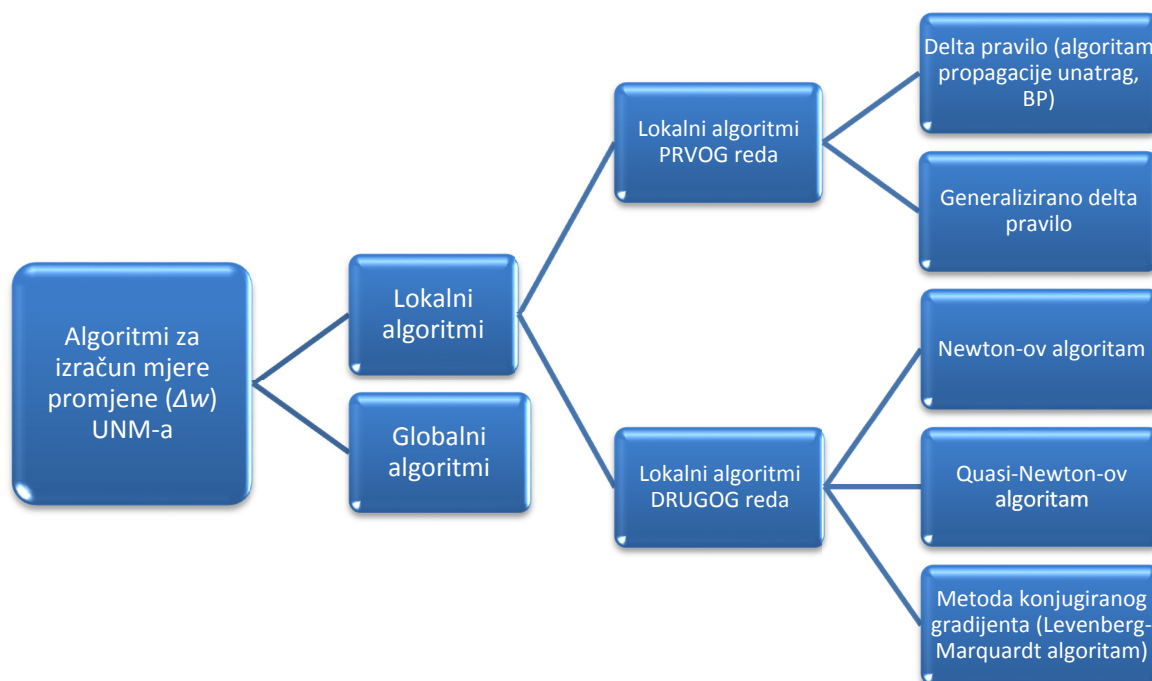 Algoritmi za
izračun mjere
promjene (Δw)
UNM-a
Lokalni
algoritmi
Globalni
algoritmi
Lokalni algoritmi
PRVOG reda
Lokalni algoritmi
DRUGOG reda
Delta pravilo (algoritam
propagacije unatrag,
BP)
Generalizirano delta
pravilo
Newton-ov algoritam
Quasi-Newton-ov
algoritam
Metoda konjugiranog
gradijenta (Levenberg-
Marquardt algoritam)